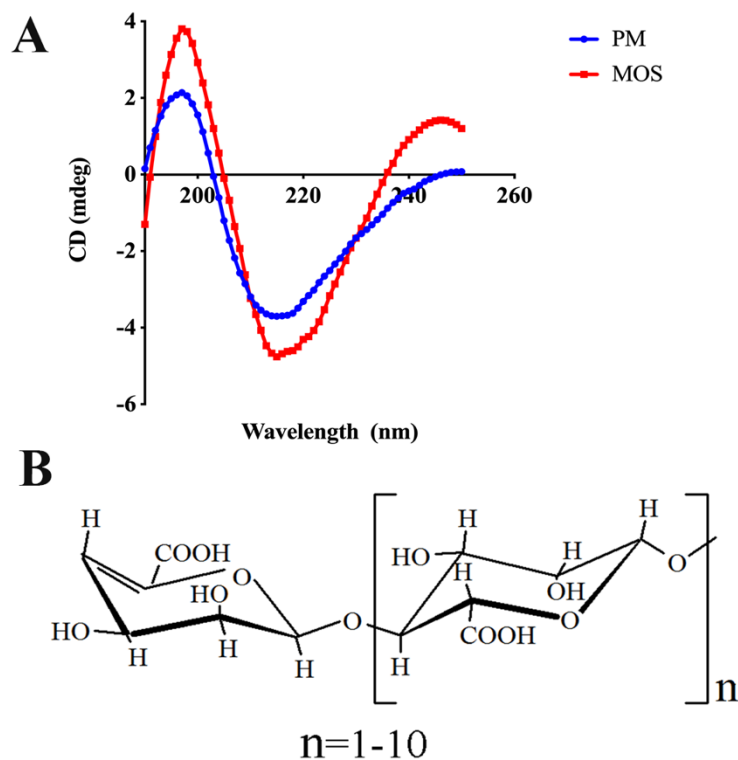 A
PM
MOS
4
2
0
-2
-4
-6
200
220
240
260
CD (mdeg)
Wavelength (nm)
B
H
COOH
HO
O
HO
H
H
H
O
H
HO
H
H
H
OH
COOH
O
H
O
n
n=1-10